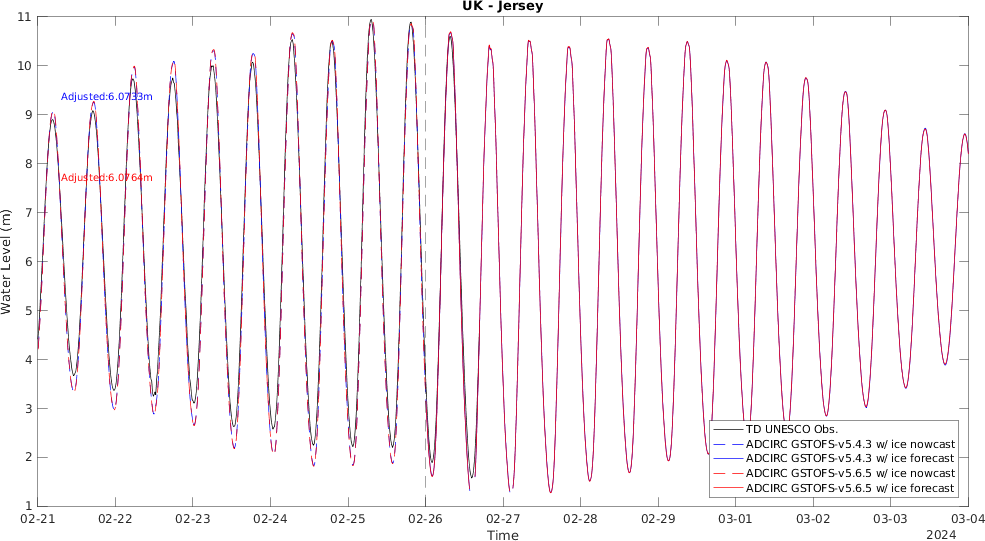 UK - Jersey
11
10
9
8
7
6
5
4
3
2
1
Water Level (m)
Adjusted:6.0733m
Adjusted:6.0764m
TD UNESCO Obs.
ADCIRC GSTOFS-v5.4.3 w/ ice nowcast
ADCIRC GSTOFS-v5.4.3 w/ ice forecast
ADCIRC GSTOFS-v5.6.5 w/ ice nowcast
ADCIRC GSTOFS-v5.6.5 w/ ice forecast
02-21 02-22 02-23 02-24 02-25 02-26 02-27 02-28 02-29 03-01 03-02 03-03 03-04
Time
2024